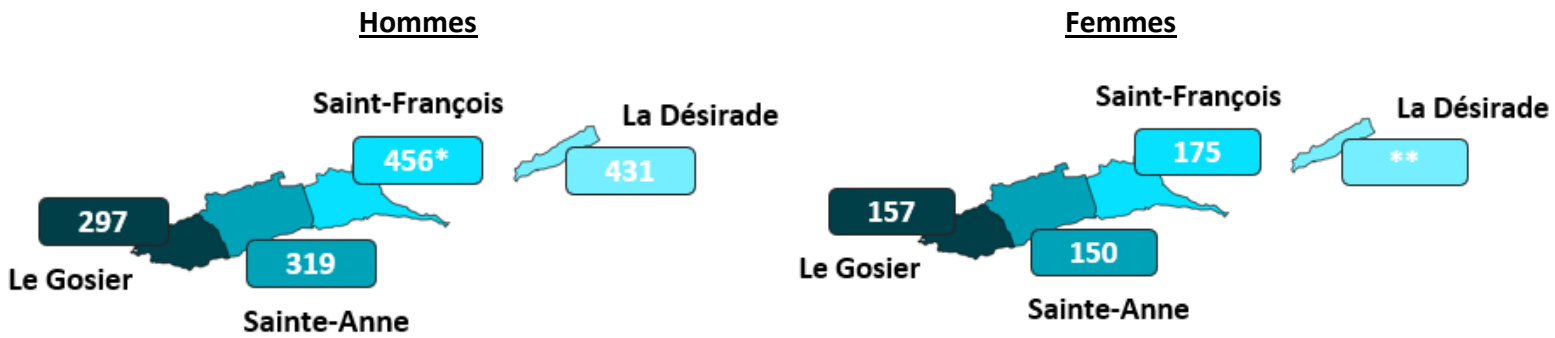 Hommes
Saint-François
La Désirade
456*
431
297
319
Le Gosier
Sainte-Anne
Femmes
Saint-François
La Désirade
175
**
157
150
Le Gosier
Sainte-Anne